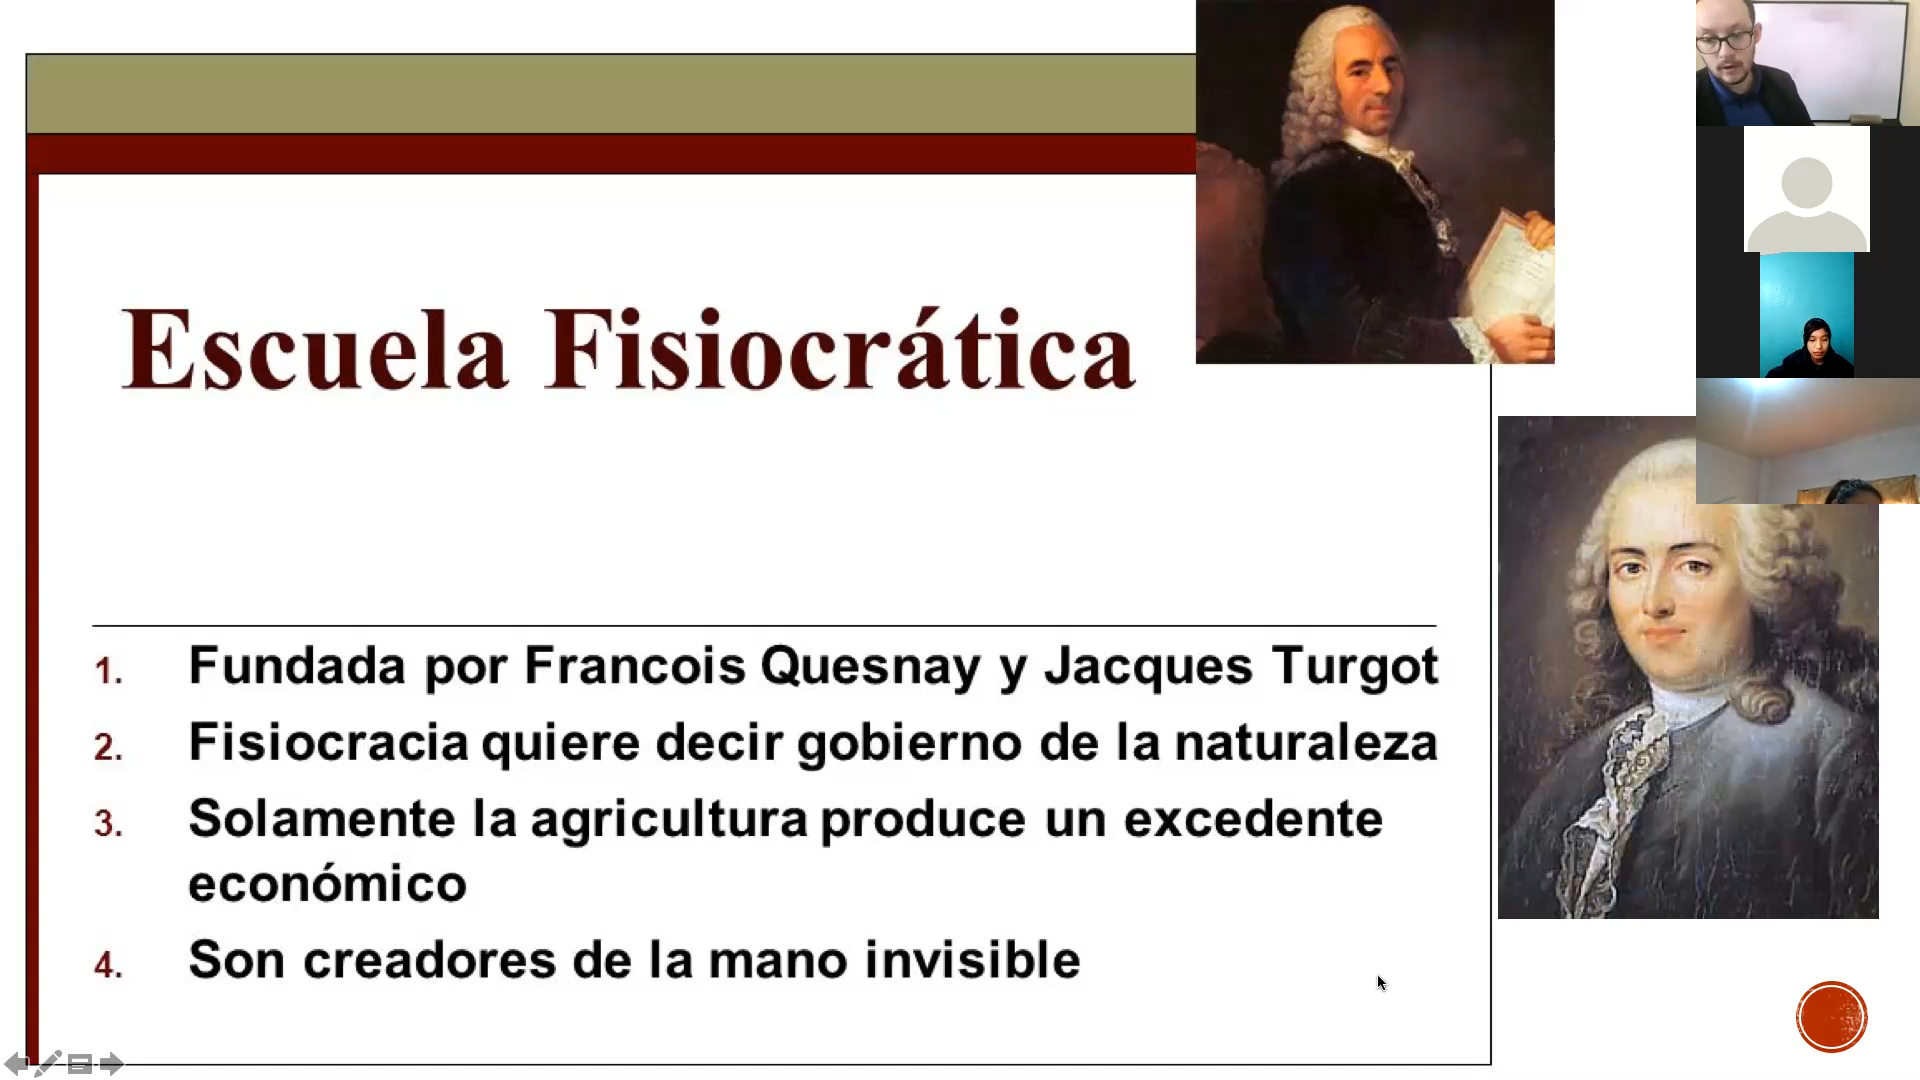 Escuela Fisiocrática
1. Fundada por Francois Quesnay y Jacques Turgot
2. Fisiocracia quiere decir gobierno de la naturaleza
3. Solamente la agricultura produce un excedente
económico
4. Son creadores de la mano invisible